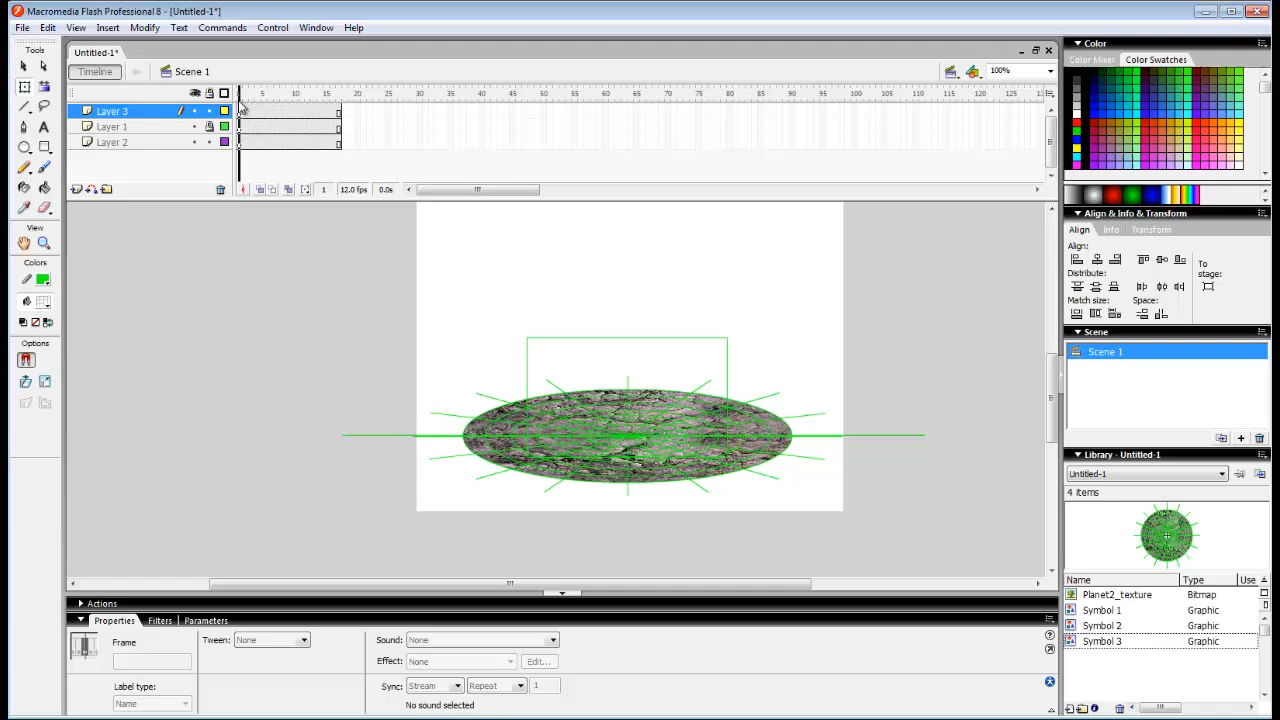 Macromedia Flash Professional 8 - [Untitled-1*]
File Edit View Insert Modify Text Commands Control Window Help
Tools
Untitled-1*
Timeline Scene 1 100%
5 10 15 20 25 30 35 40 45 50 55 60 65 70 75 80 85 90 95 100 105 110 115 120 125
Layer 3
Layer 1
Layer 2
1 12.0 fps 0.0s
View
Colors
Options
Color
Color Mixer Color Swatches
Align & Info & Transform
Align Info Transform
Align:
To stage:
Distribute:
Match size: Space:
Scene
Scene 1
Library - Untitled-1
Untitled-1
4 items
Name Type Use
Planet2_texture Bitmap
Symbol 1 Graphic
Symbol 2 Graphic
Symbol 3 Graphic
Actions
Properties Filters Parameters
Frame Tween: None Sound: None
Effect: None Edit...
Label type: Sync: Stream Repeat 1
Name No sound selected